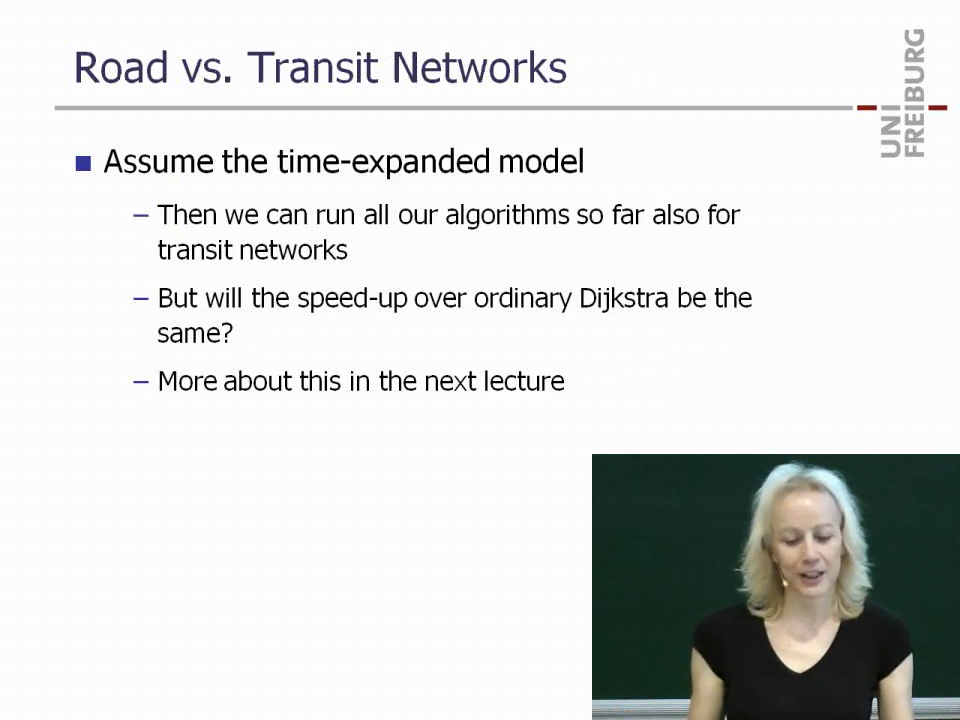 Road vs. Transit Networks
UNI
FREIBURG
Assume the time-expanded model
– Then we can run all our algorithms so far also for
transit networks
– But will the speed-up over ordinary Dijkstra be the
same?
– More about this in the next lecture